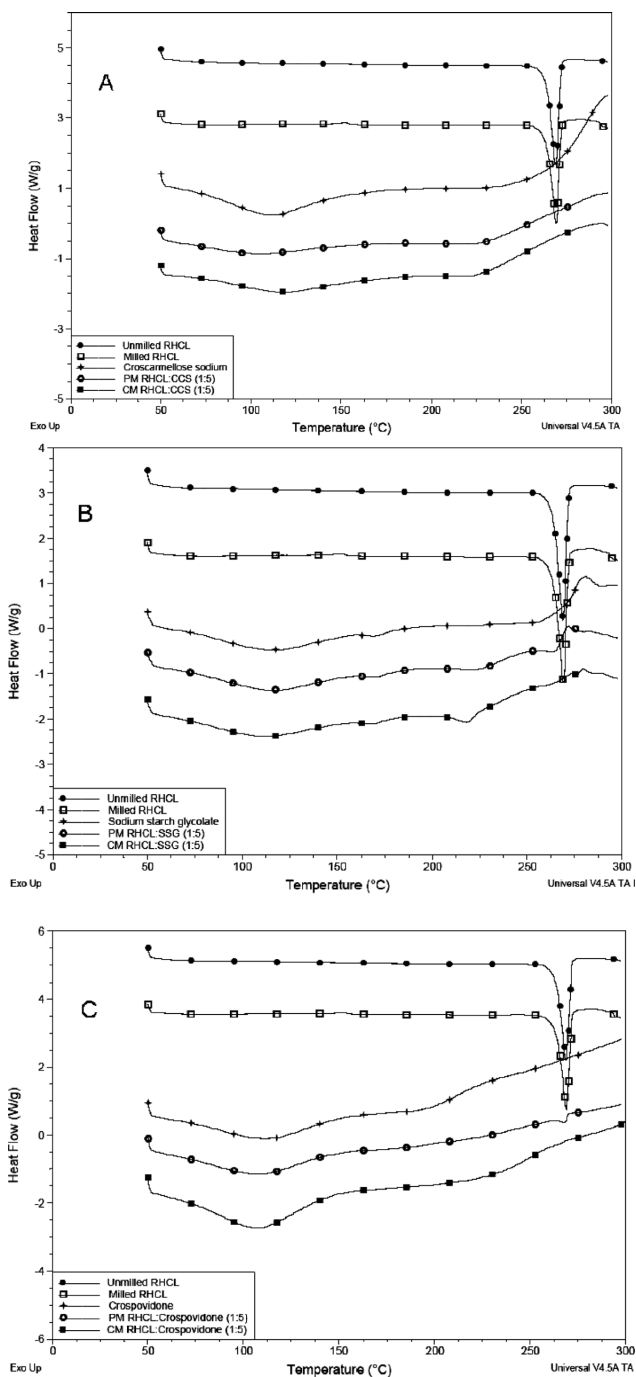 A
5
3
1
-1
-3
-5
Heat Flow (W/g)
Unmilled RHCL
Milled RHCL
Croscarmellose sodium
PM RHCL:CCS (1:5)
CM RHCL:CCS (1:5)
0 50 100 150 200 250 300
Exo Up
Temperature (°C)
Universal V4.5A TA
B
4
3
2
1
0
-1
-2
-3
-4
-5
Heat Flow (W/g)
Unmilled RHCL
Milled RHCL
Sodium starch glycolate
PM RHCL:SSG (1:5)
CM RHCL:SSG (1:5)
0 50 100 150 200 250 300
Exo Up
Temperature (°C)
Universal V4.5A TA I
C
6
4
2
0
-2
-4
-6
Heat Flow (W/g)
Unmilled RHCL
Milled RHCL
Crospovidone
PM RHCL:Crospovidone (1:5)
CM RHCL:Crospovidone (1:5)
0 50 100 150 200 250 300
Exo Up
Temperature (°C)
Universal V4.5A TA